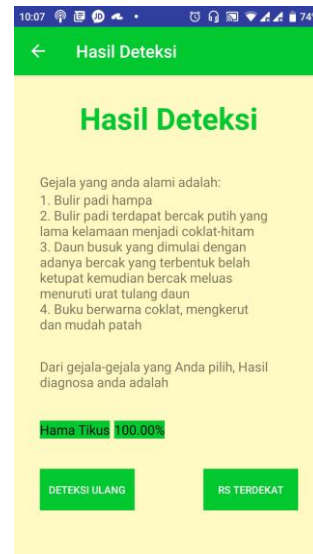 10:07 74%
Hasil Deteksi
Hasil Deteksi
Gejala yang anda alami adalah:
1. Bulir padi hampa
2. Bulir padi terdapat bercak putih yang
lama kelamaan menjadi coklat-hitam
3. Daun busuk yang dimulai dengan
adanya bercak yang terbentuk belah
ketupat kemudian bercak meluas
menuruti urat tulang daun
4. Buku berwarna coklat, mengkerut
dan mudah patah
Dari gejala-gejala yang Anda pilih, Hasil
diagnosa anda adalah
Hama Tikus 100.00%
DETEKSI ULANG RS TERDEKAT